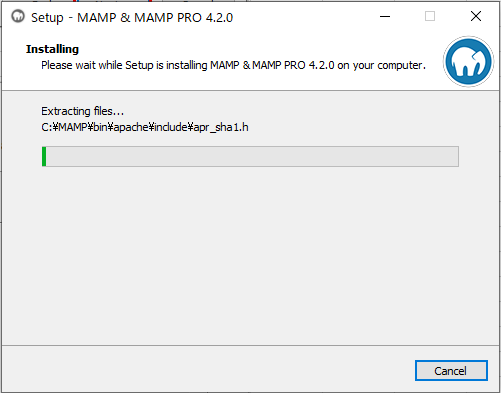 Setup - MAMP & MAMP PRO 4.2.0
Installing
Please wait while Setup is installing MAMP & MAMP PRO 4.2.0 on your computer.
Extracting files...
C:¥MAMP¥bin¥apache¥include¥apr_sha1.h
Cancel